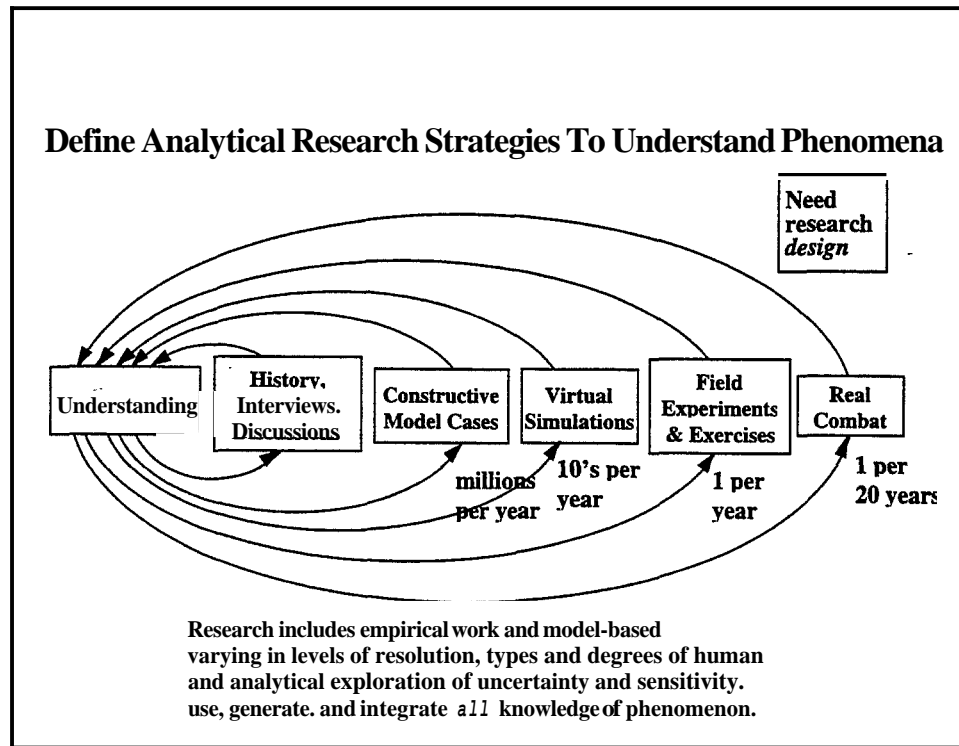 Define Analytical Research Strategies To Understand Phenomena
Need
research
design
Understanding
History,
Interviews.
Discussions
Constructive
Model Cases
Virtual
Simulations
Field
Experiments
& Exercises
Real
Combat
millions
per year
10's per
year
1 per
year
1 per
20 years
Research includes empirical work and model-based
varying in levels of resolution, types and degrees of human
and analytical exploration of uncertainty and sensitivity.
use, generate. and integrate all knowledge of phenomenon.